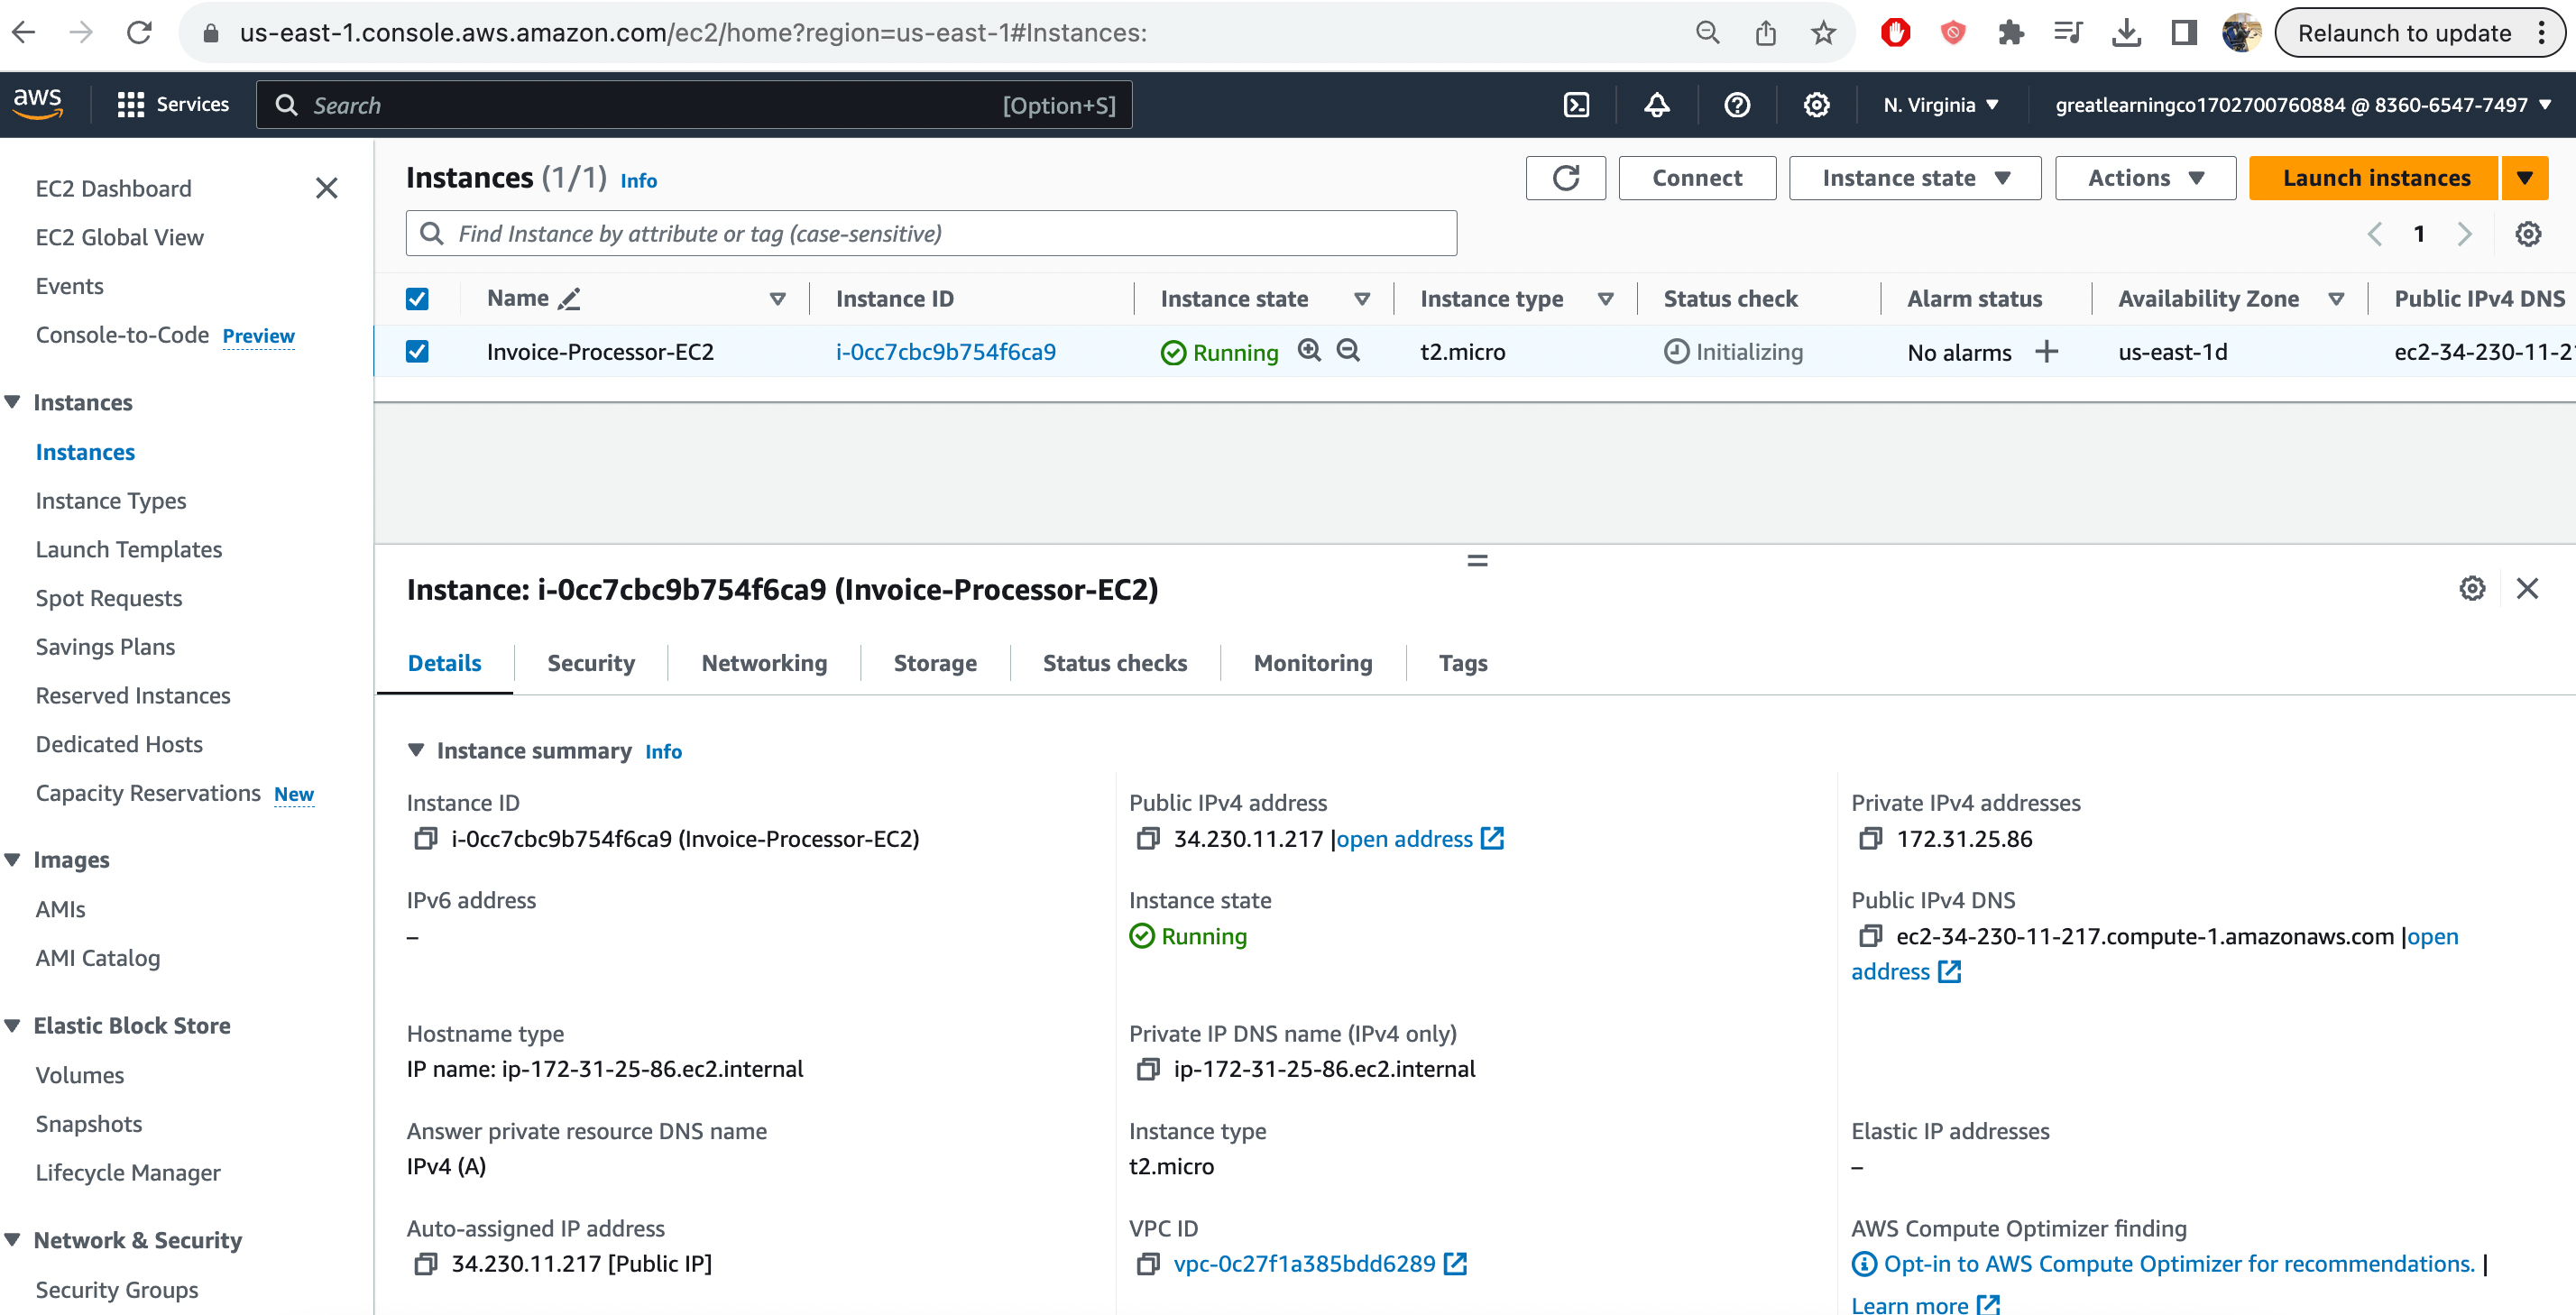 us-east-1.console.aws.amazon.com/ec2/home?region=us-east-1#Instances:
Relaunch to update
aws
Services
Search
[Option+S]
N. Virginia
greatlearningco1702700760884 @ 8360-6547-7497
EC2 Dashboard
EC2 Global View
Events
Console-to-Code Preview
Instances
Instances
Instance Types
Launch Templates
Spot Requests
Savings Plans
Reserved Instances
Dedicated Hosts
Capacity Reservations New
Images
AMIs
AMI Catalog
Elastic Block Store
Volumes
Snapshots
Lifecycle Manager
Network & Security
Security Groups
Instances (1/1) Info
Connect
Instance state
Actions
Launch instances
Find Instance by attribute or tag (case-sensitive)
1
Name Instance ID Instance state Instance type Status check Alarm status Availability Zone Public IPv4 DNS
Invoice-Processor-EC2 i-0cc7cbc9b754f6ca9 Running t2.micro Initializing No alarms + us-east-1d ec2-34-230-11-21
Instance: i-0cc7cbc9b754f6ca9 (Invoice-Processor-EC2)
Details Security Networking Storage Status checks Monitoring Tags
Instance summary Info
Instance ID
i-0cc7cbc9b754f6ca9 (Invoice-Processor-EC2)
Public IPv4 address
34.230.11.217 |open address
Private IPv4 addresses
172.31.25.86
IPv6 address
–
Instance state
Running
Public IPv4 DNS
ec2-34-230-11-217.compute-1.amazonaws.com |open
address
Hostname type
IP name: ip-172-31-25-86.ec2.internal
Private IP DNS name (IPv4 only)
ip-172-31-25-86.ec2.internal
Answer private resource DNS name
IPv4 (A)
Instance type
t2.micro
Elastic IP addresses
–
Auto-assigned IP address
34.230.11.217 [Public IP]
VPC ID
vpc-0c27f1a385bdd6289
AWS Compute Optimizer finding
Opt-in to AWS Compute Optimizer for recommendations. |
Learn more